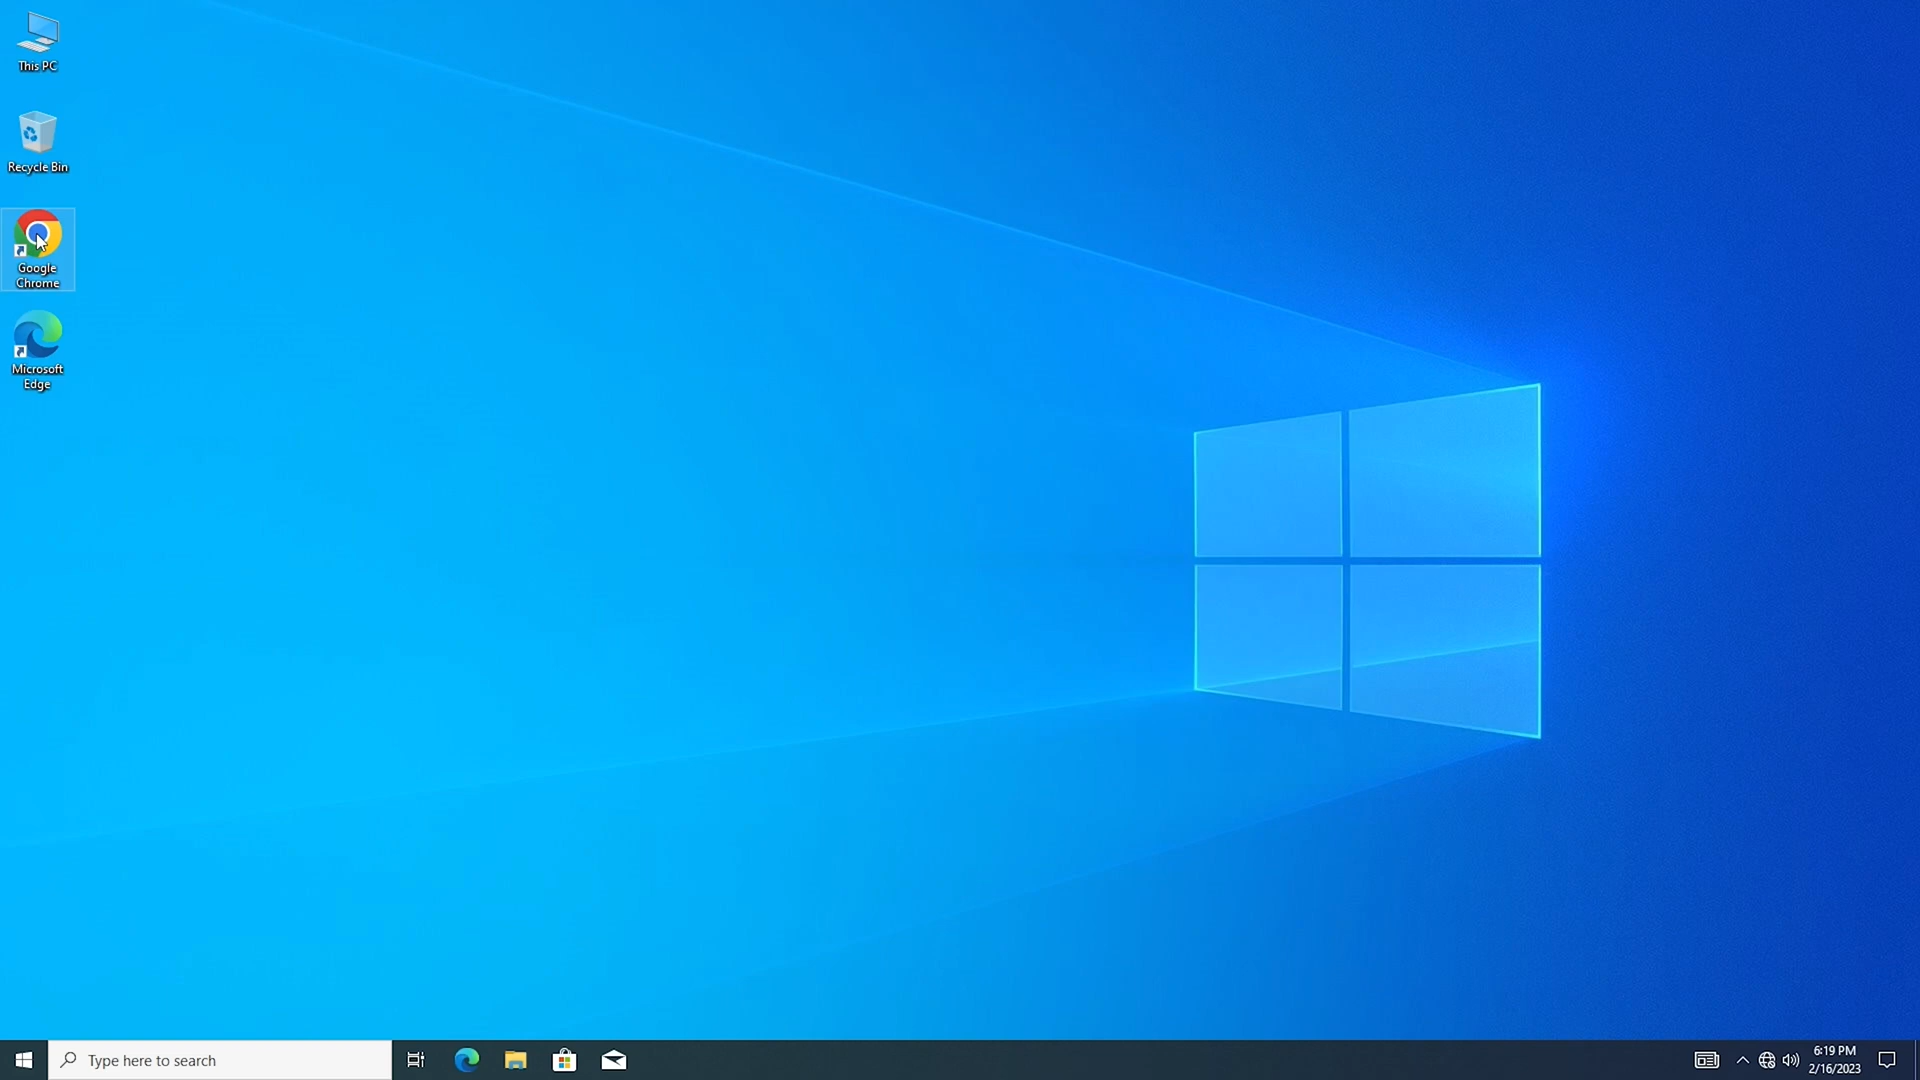 This PC
Recycle Bin
Google
Chrome
Microsoft
Edge
Type here to search
6:19 PM
2/16/2023